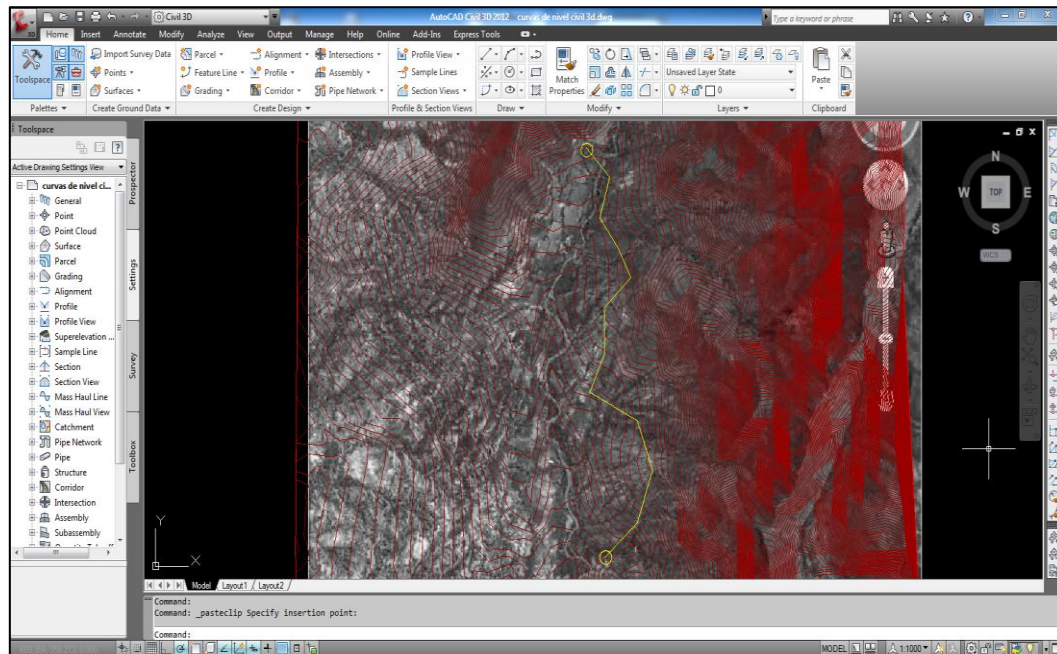 Civil 3D
AutoCAD Civil 3D 2012 curvas de nivel civil 3d.dwg
Type a keyword or phrase
3D
Home Insert Annotate Modify Analyze View Output Manage Help Online Add-Ins Express Tools
Toolspace
Import Survey Data
Points
Surfaces
Parcel
Feature Line
Grading
Alignment
Profile
Corridor
Intersections
Assembly
Pipe Network
Profile View
Sample Lines
Section Views
Match
Properties
Unsaved Layer State
0
Paste
Palettes Create Ground Data Create Design Profile & Section Views Draw Modify Layers Clipboard
Toolspace
Active Drawing Settings View
curvas de nivel ci...
General
Point
Point Cloud
Surface
Parcel
Grading
Alignment
Profile
Profile View
Superelevation ...
Sample Line
Section
Section View
Mass Haul Line
Mass Haul View
Catchment
Pipe Network
Pipe
Structure
Corridor
Intersection
Assembly
Subassembly
Prospector
Settings
Survey
Toolbox
N
W TOP E
S
WCS
Y
X
Model Layout1 Layout2
Command:
Command: _pasteclip Specify insertion point:
Command:
MODEL 1:1000